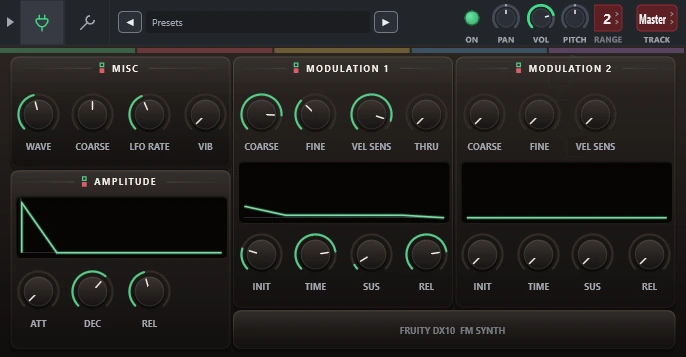 Presets
ON PAN VOL PITCH 2 RANGE Master TRACK
MISC
WAVE COARSE LFO RATE VIB
AMPLITUDE
ATT DEC REL
MODULATION 1
COARSE FINE VEL SENS THRU
INIT TIME SUS REL
MODULATION 2
COARSE FINE VEL SENS
INIT TIME SUS REL
FRUITY DX10 FM SYNTH